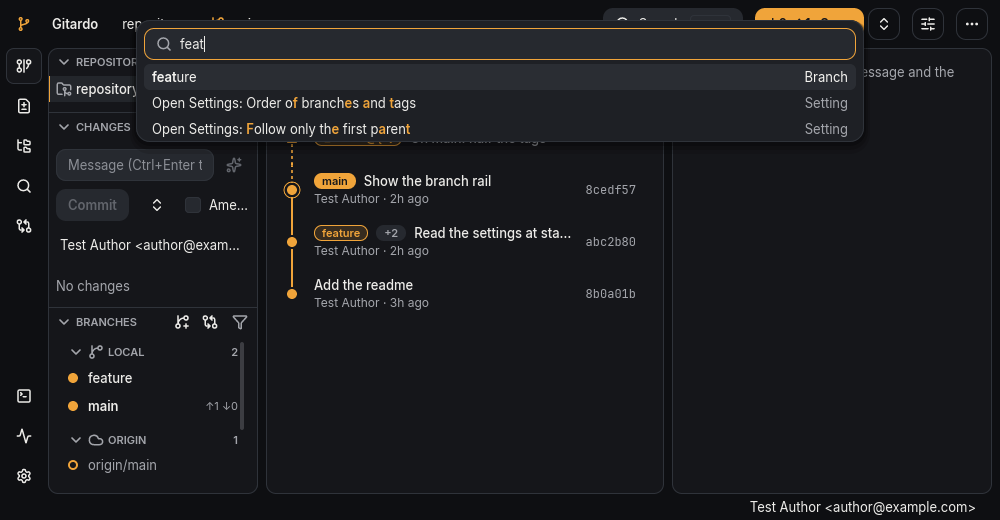 Gitardo
feat
feature Branch
Open Settings: Order of branches and tags Setting
Open Settings: Follow only the first parent Setting
REPOSITOR
repository
CHANGES
Message (Ctrl+Enter t
Commit
Ame...
Test Author <author@exam...
No changes
BRANCHES
LOCAL 2
feature
main ↑1 ↓0
ORIGIN 1
origin/main
main Show the branch rail 8cedf57
Test Author · 2h ago
feature +2 Read the settings at sta... abc2b80
Test Author · 2h ago
Add the readme 8b0a01b
Test Author · 3h ago
essage and the
Test Author <author@example.com>